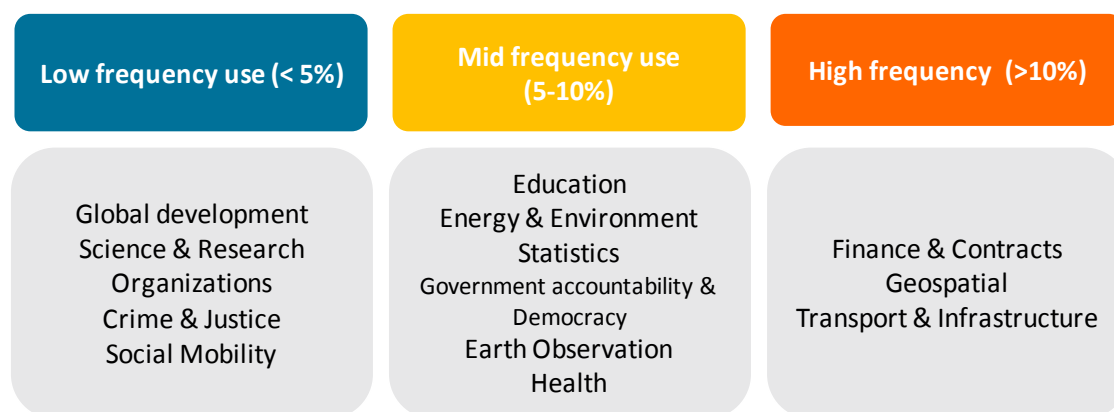 Low frequency use (< 5%)
Mid frequency use
(5-10%)
High frequency (>10%)
Global development
Science & Research
Organizations
Crime & Justice
Social Mobility
Education
Energy & Environment
Statistics
Government accountability &
Democracy
Earth Observation
Health
Finance & Contracts
Geospatial
Transport & Infrastructure